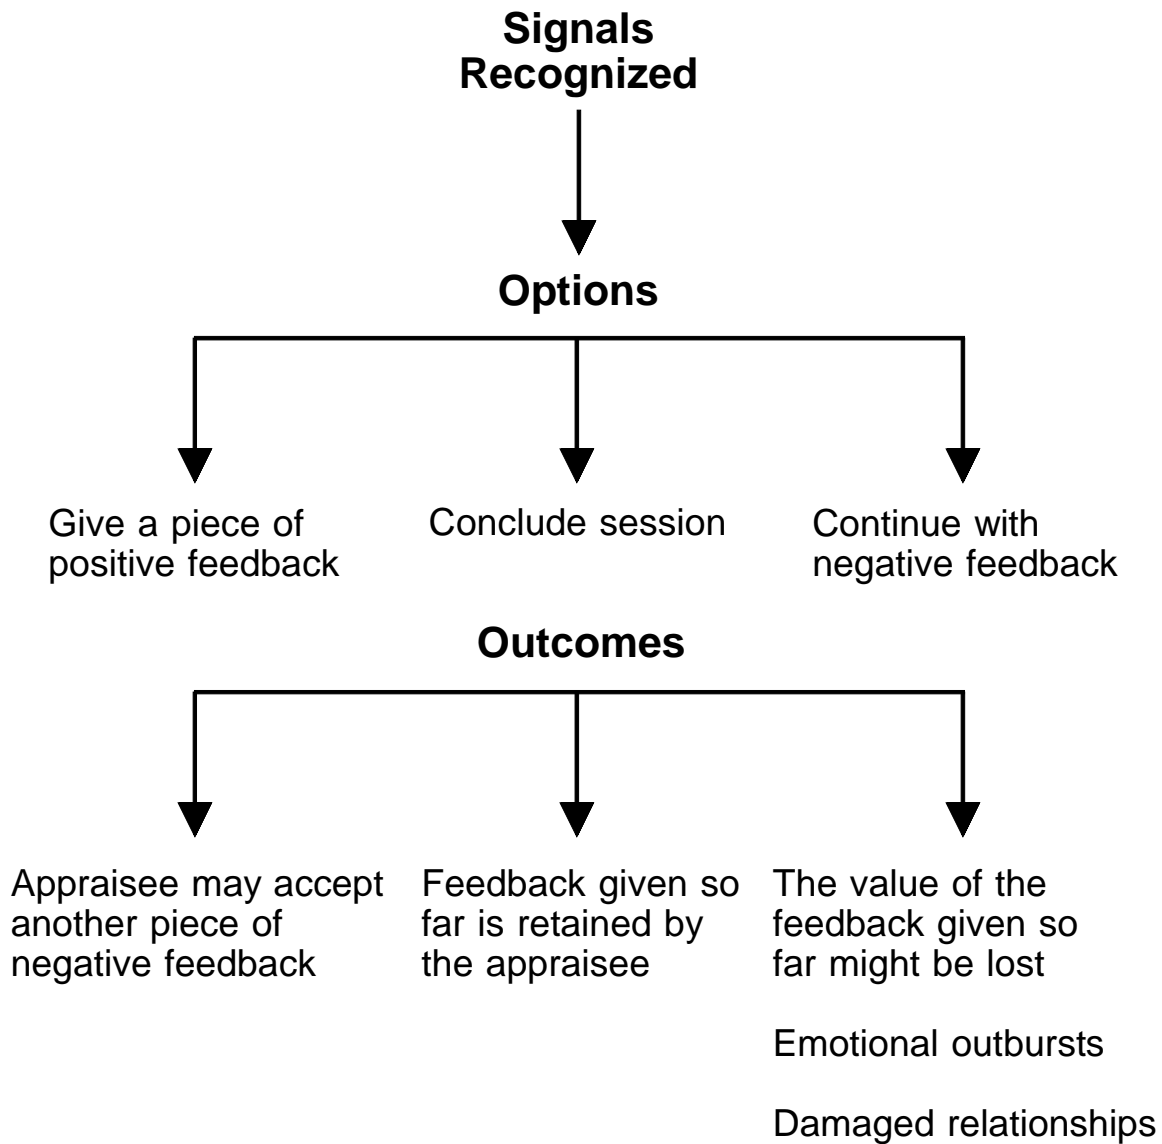 Signals
Recognized
Options
Give a piece of
positive feedback
Conclude session
Continue with
negative feedback
Outcomes
Appraisee may accept
another piece of
negative feedback
Feedback given so
far is retained by
the appraisee
The value of the
feedback given so
far might be lost
Emotional outbursts
Damaged relationships